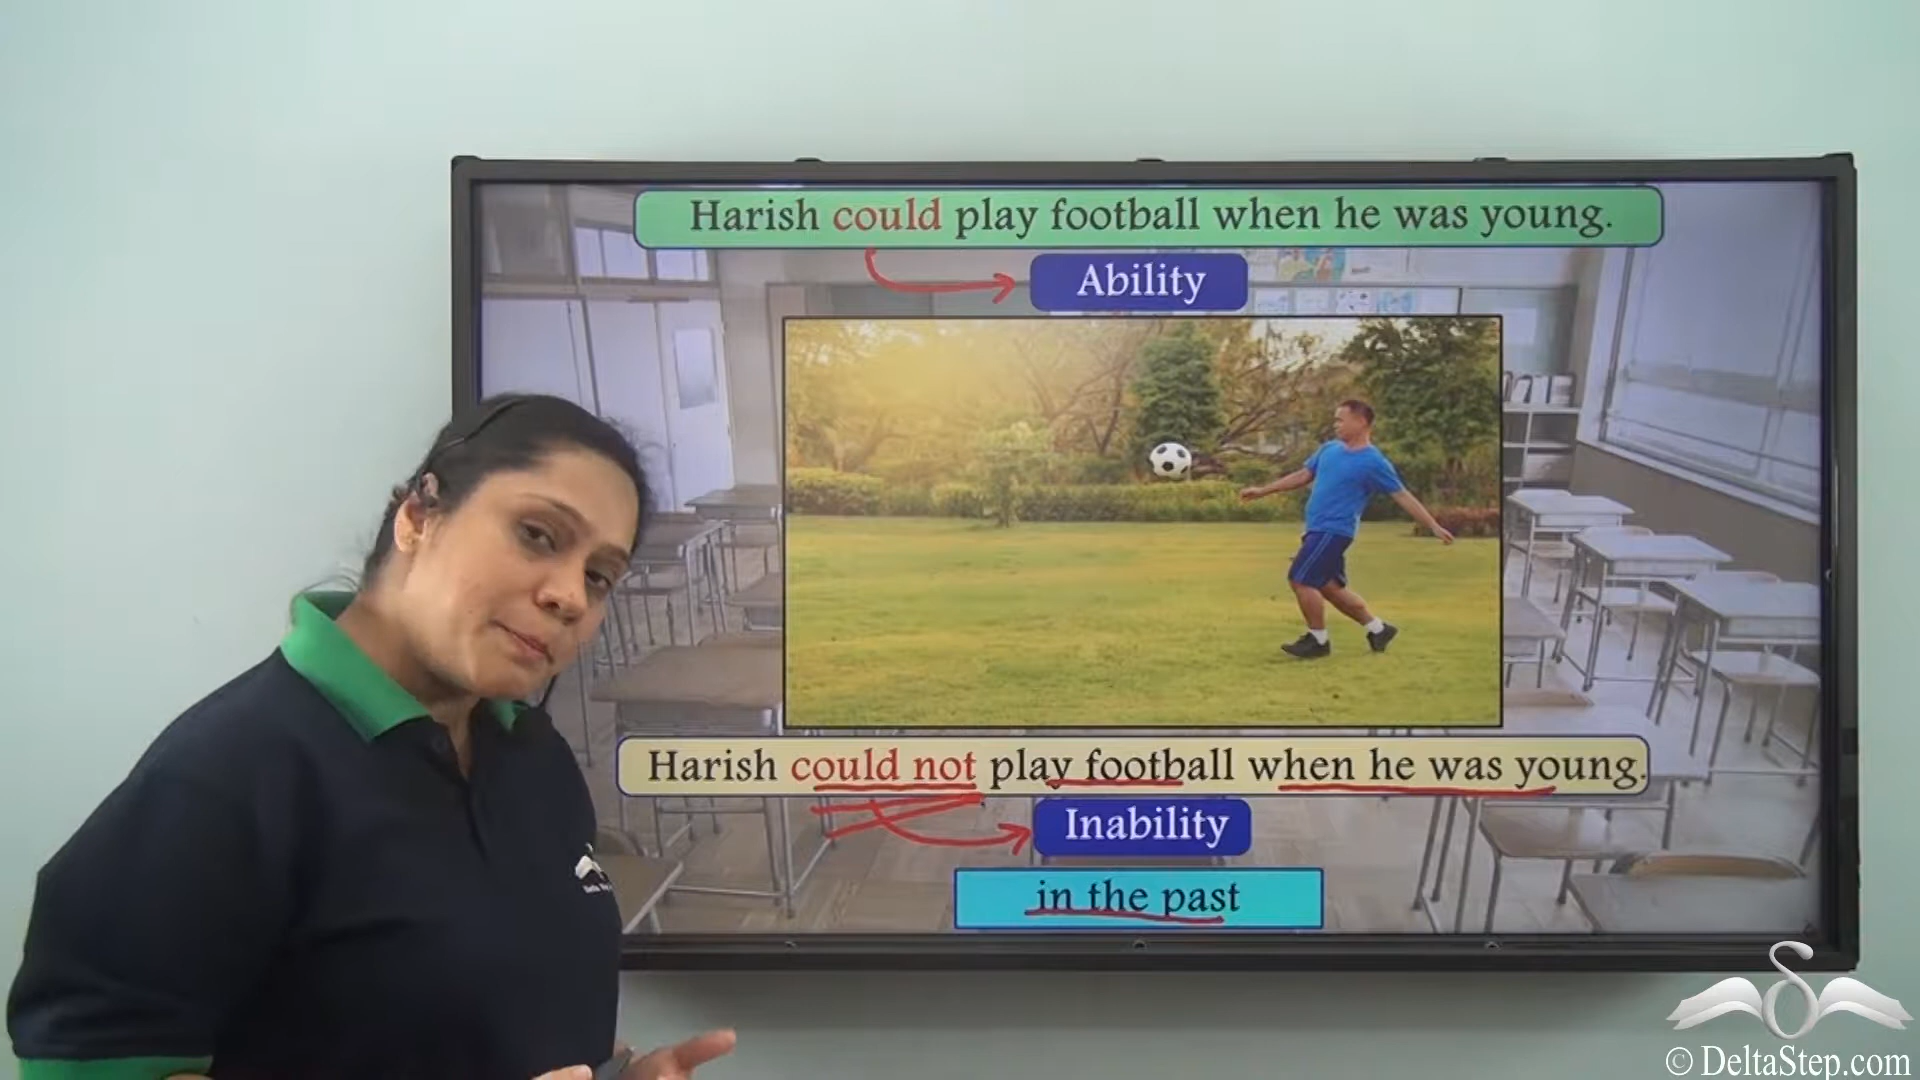 Harish could play football when he was young.
Ability
Harish could not play football when he was young.
Inability
in the past
© DeltaStep.com